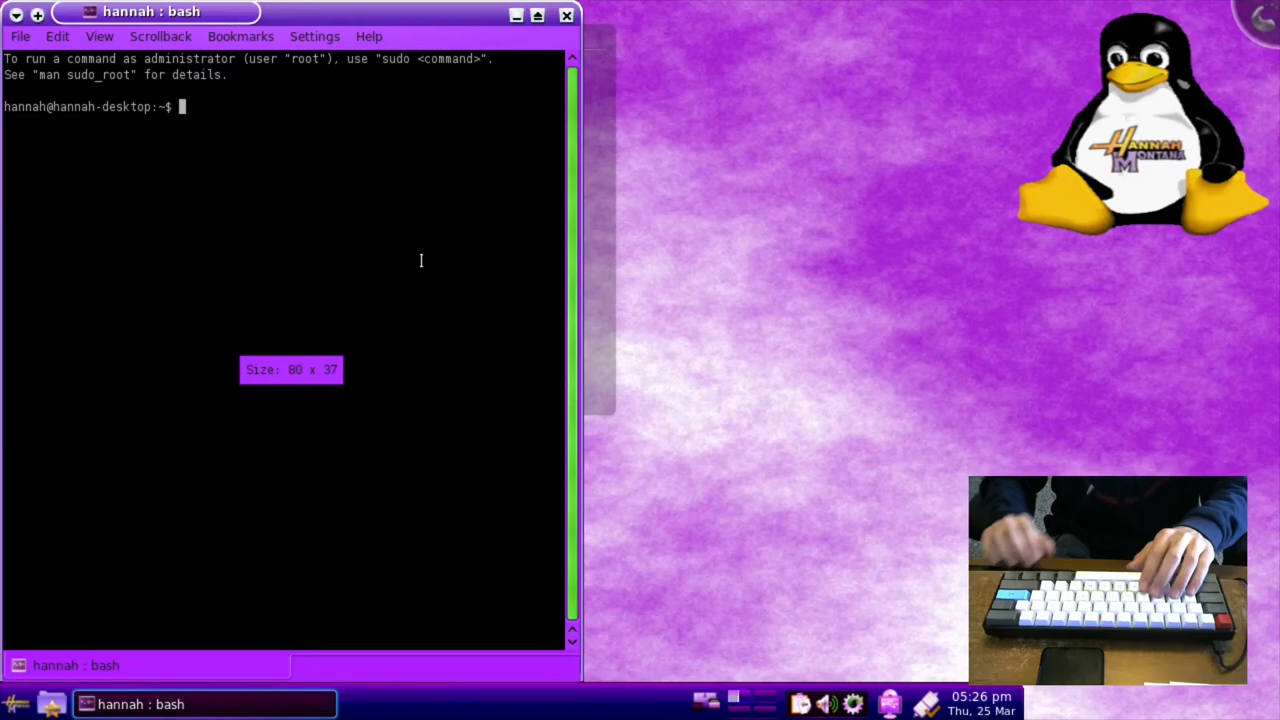 hannah : bash
File Edit View Scrollback Bookmarks Settings Help
To run a command as administrator (user "root"), use "sudo <command>".
See "man sudo_root" for details.
hannah@hannah-desktop:~$
HANNAH
MONTANA
Size: 80 x 37
hannah : bash
hannah : bash
05:26 pm
Thu, 25 Mar